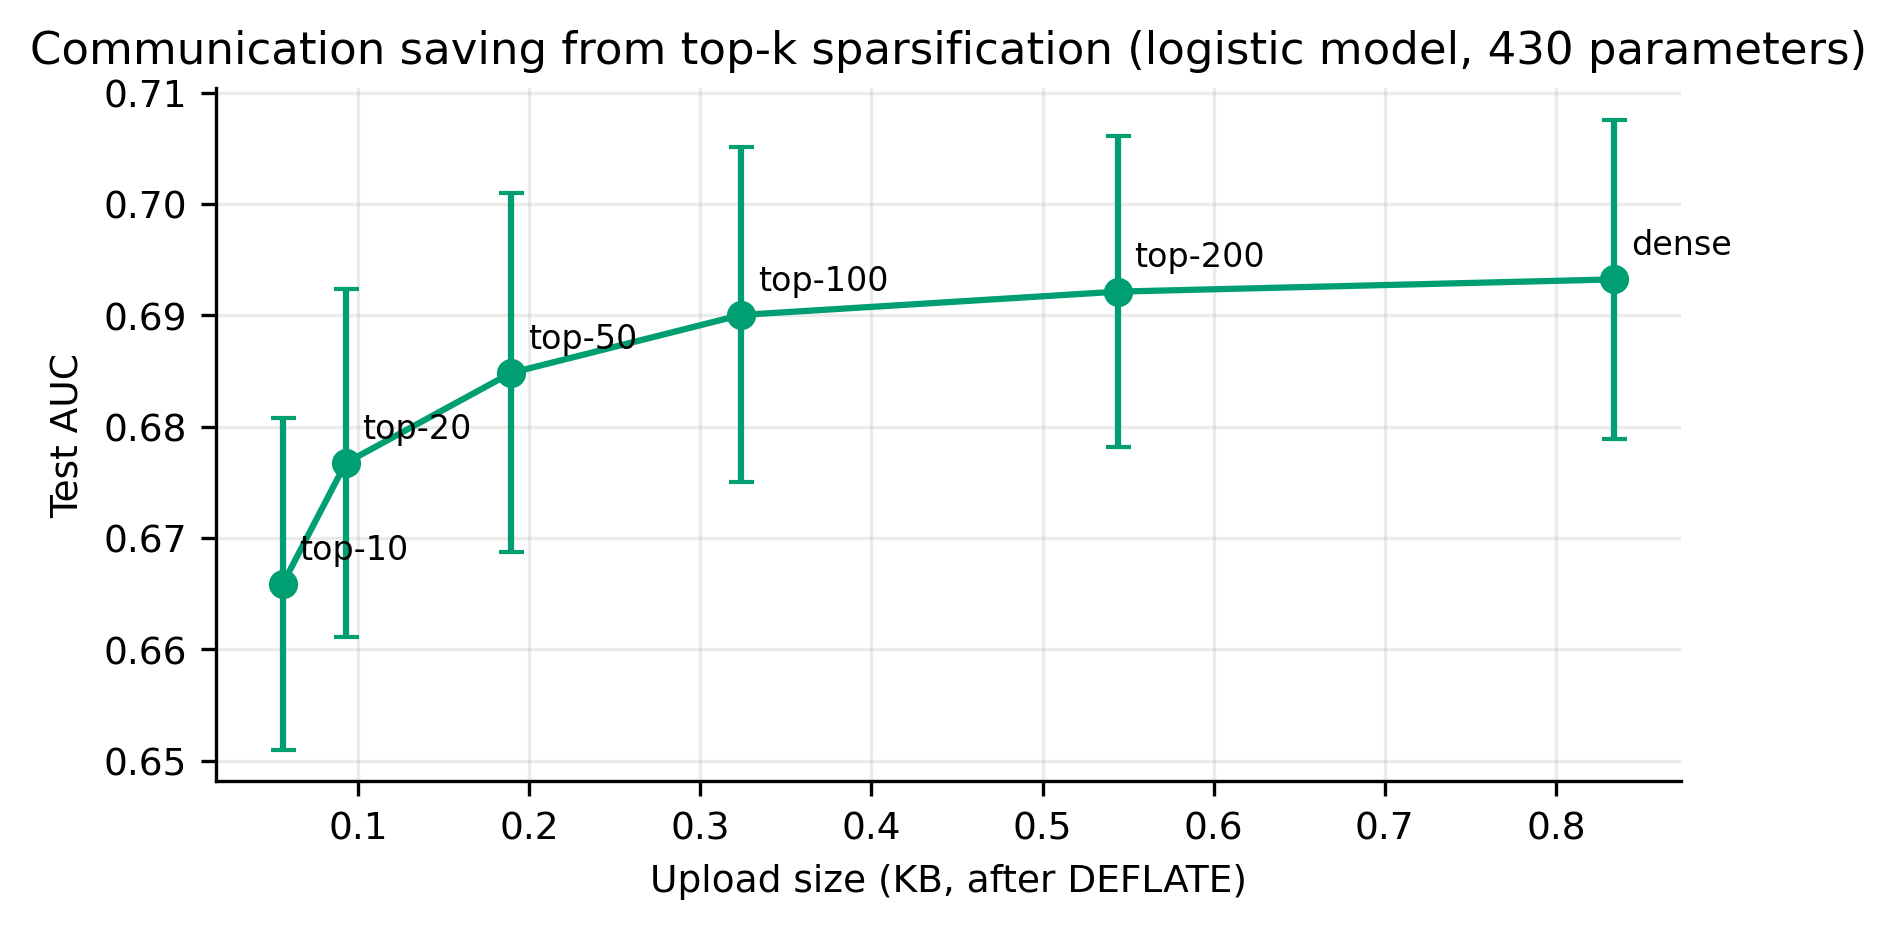 Communication saving from top-k sparsification (logistic model, 430 parameters)
0.71
0.70
0.69
0.68
0.67
0.66
0.65
Test AUC
dense
top-200
top-100
top-50
top-20
top-10
0.1
0.2
0.3
0.4
0.5
0.6
0.7
0.8
Upload size (KB, after DEFLATE)